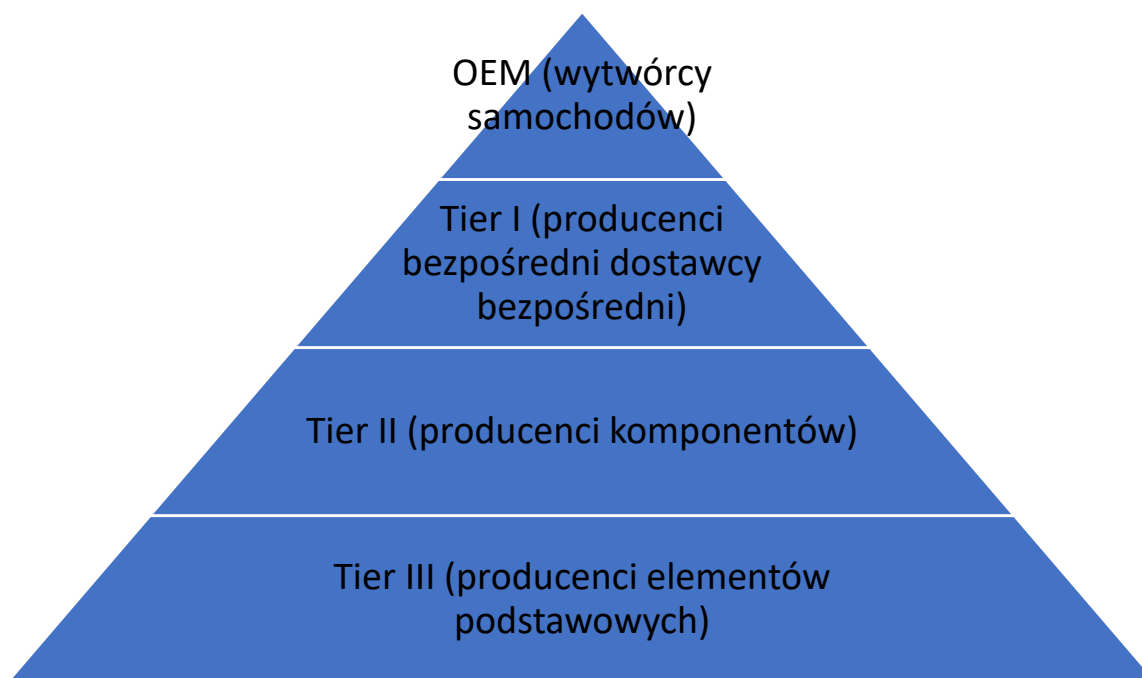 OEM (wytwórcy
samochodów)
Tier I (producenci
bezpośredni dostawcy
bezpośredni)
Tier II (producenci komponentów)
Tier III (producenci elementów
podstawowych)